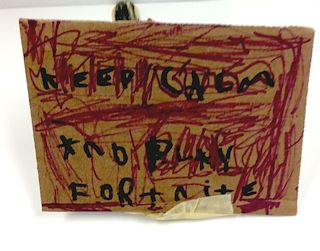 KEEP CALM
AND PLAY
FORTNITE